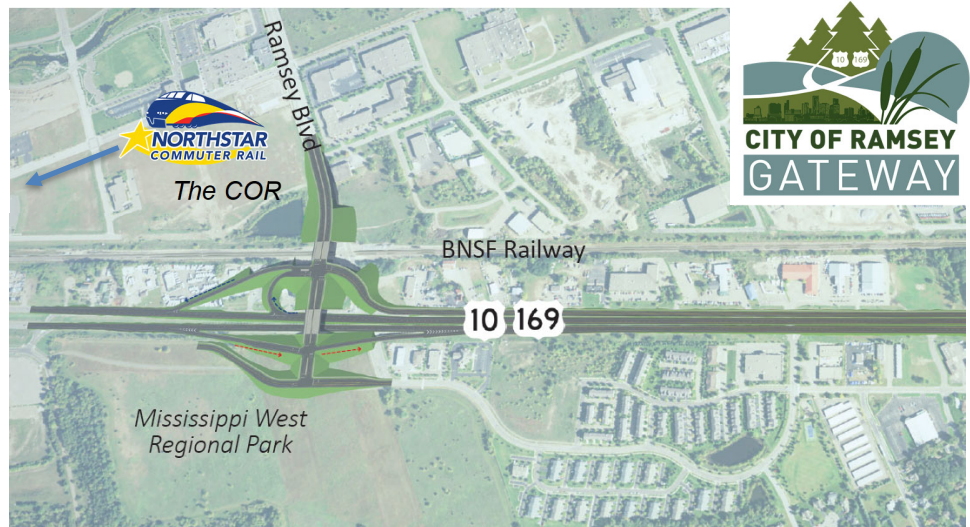 Ramsey Blvd
NORTHSTAR
COMMUTER RAIL
The COR
10 169
CITY OF RAMSEY
GATEWAY
BNSF Railway
10 169
Mississippi West
Regional Park